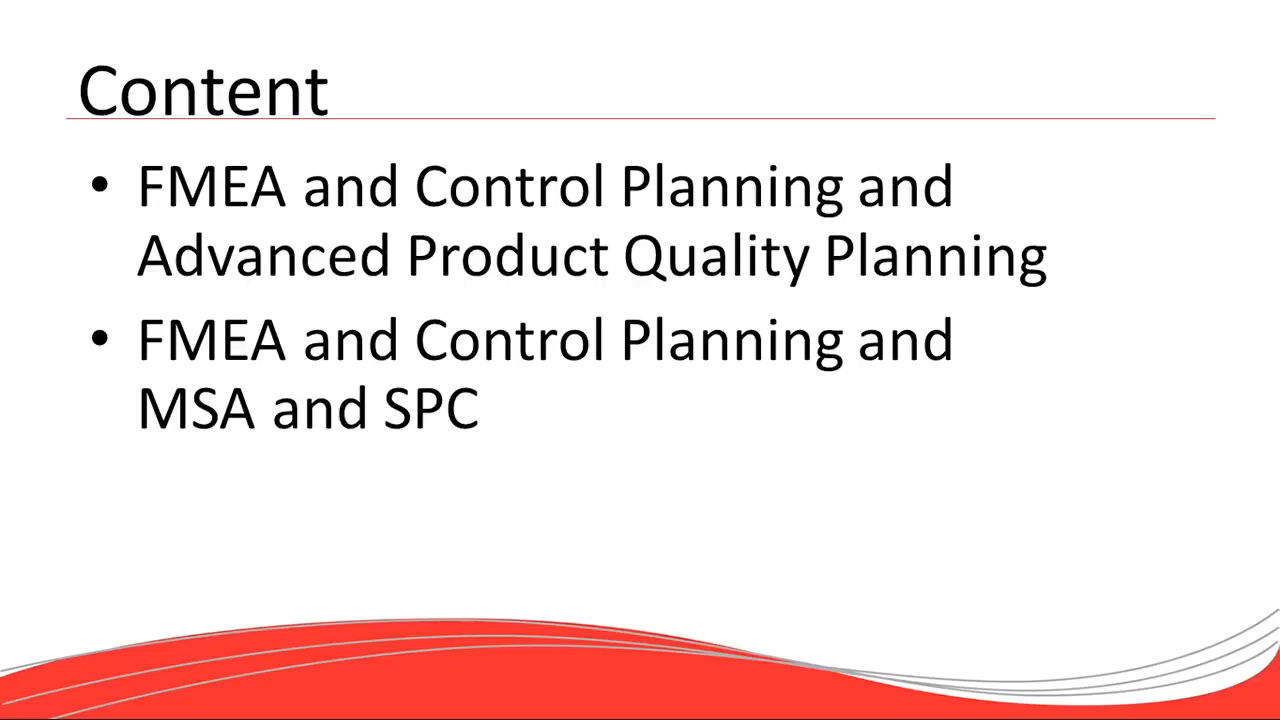 Content
• FMEA and Control Planning and
Advanced Product Quality Planning
• FMEA and Control Planning and
MSA and SPC